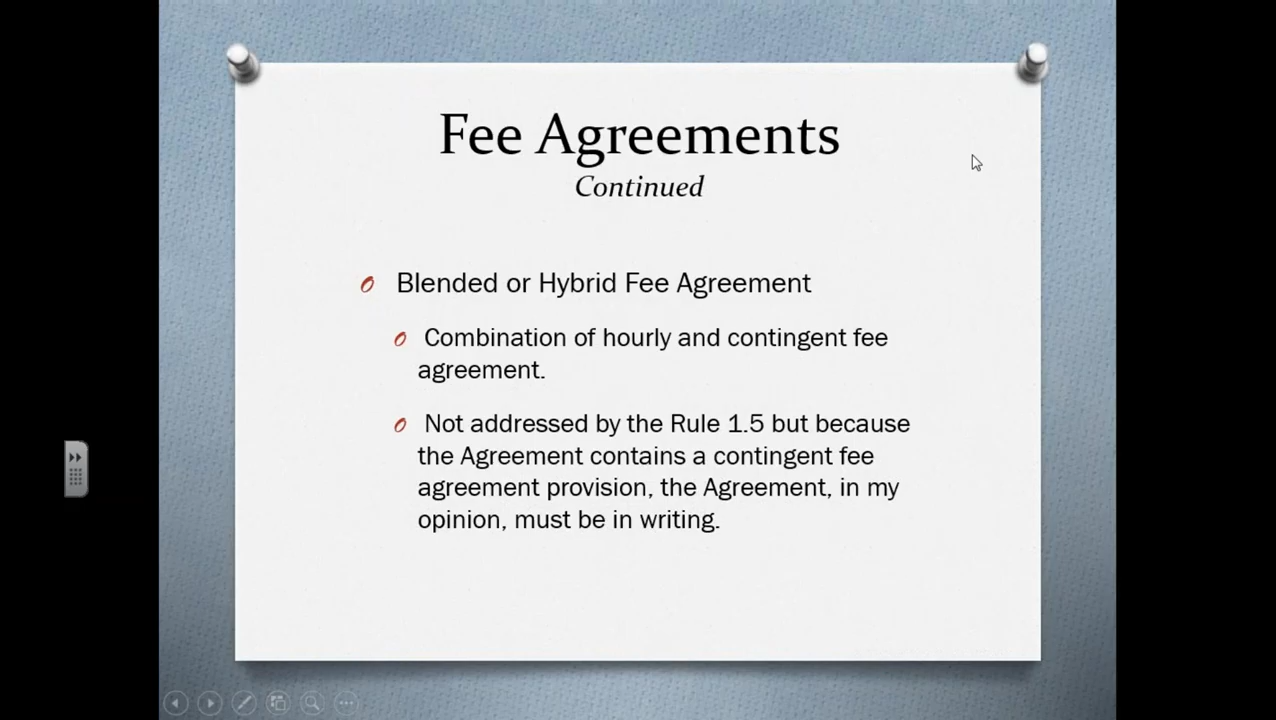 Fee Agreements
Continued
Blended or Hybrid Fee Agreement
Combination of hourly and contingent fee
agreement.
Not addressed by the Rule 1.5 but because
the Agreement contains a contingent fee
agreement provision, the Agreement, in my
opinion, must be in writing.